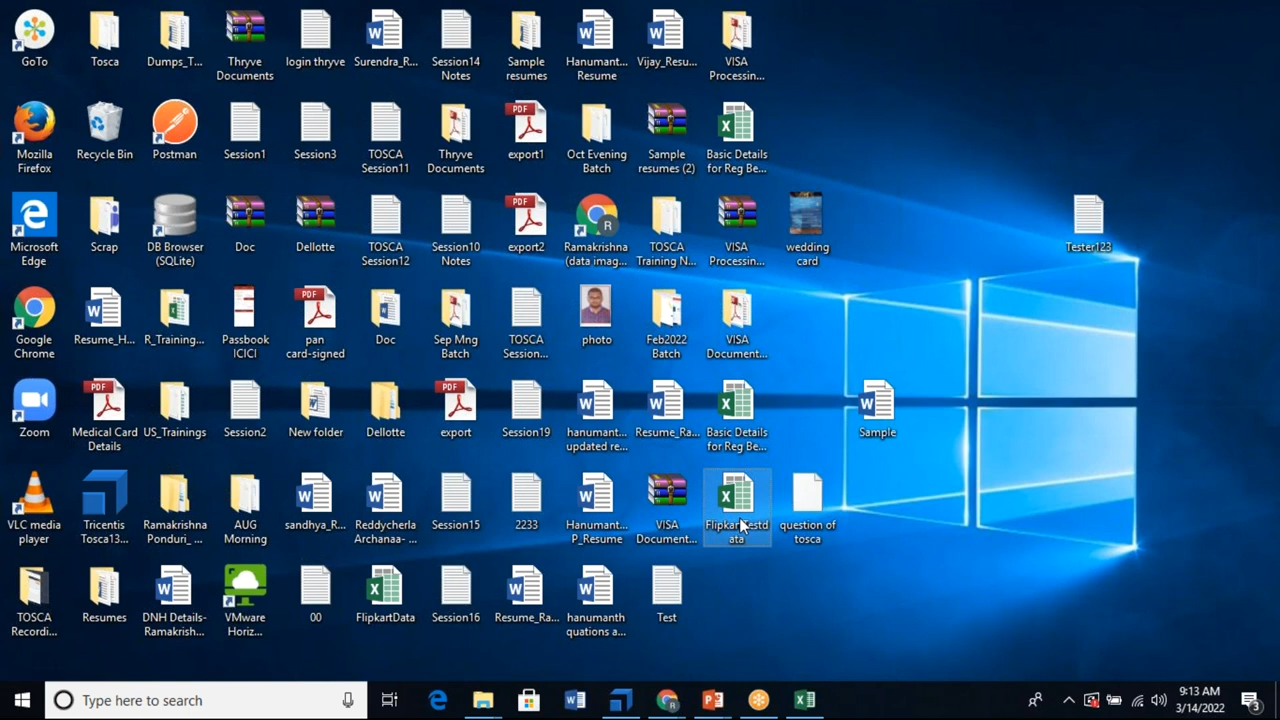 GoTo
Tosca
Dumps_T...
Thryve
Documents
login thryve
Surendra_R...
Session14
Notes
Sample
resumes
Hanumant...
Resume
Vijay_Resu...
VISA
Processin...
Mozilla
Firefox
Recycle Bin
Postman
Session1
Session3
TOSCA
Session11
Thryve
Documents
PDF
export1
Oct Evening
Batch
Sample
resumes (2)
Basic Details
for Reg Be...
Microsoft
Edge
Scrap
DB Browser
(SQLite)
Doc
Dellotte
TOSCA
Session12
Session10
Notes
PDF
export2
R
Ramakrishna
(data imag...
TOSCA
Training N...
VISA
Processin...
wedding
card
Tester123
Google
Chrome
Resume_H...
R_Training...
Passbook
ICICI
PDF
pan
card-signed
Doc
Sep Mng
Batch
TOSCA
Session...
photo
Feb2022
Batch
VISA
Document...
Zoom
PDF
Medical Card
Details
US_Trainings
Session2
New folder
Dellotte
PDF
export
Session19
hanumant...
updated re...
Resume_Ra...
Basic Details
for Reg Be...
Sample
VLC media
player
Tricentis
Tosca13...
Ramakrishna
Ponduri_ ...
AUG
Morning
sandhya_R...
Reddycherla
Archanaa- ...
Session15
2233
Hanumant...
P_Resume
VISA
Document...
ata
question of
tosca
TOSCA
Recordi...
Resumes
DNH Details-
Ramakrish...
VMware
Horiz...
00
FlipkartData
Session16
Resume_Ra...
hanumanth
quations a...
Test
Type here to search
9:13 AM
3/14/2022
3